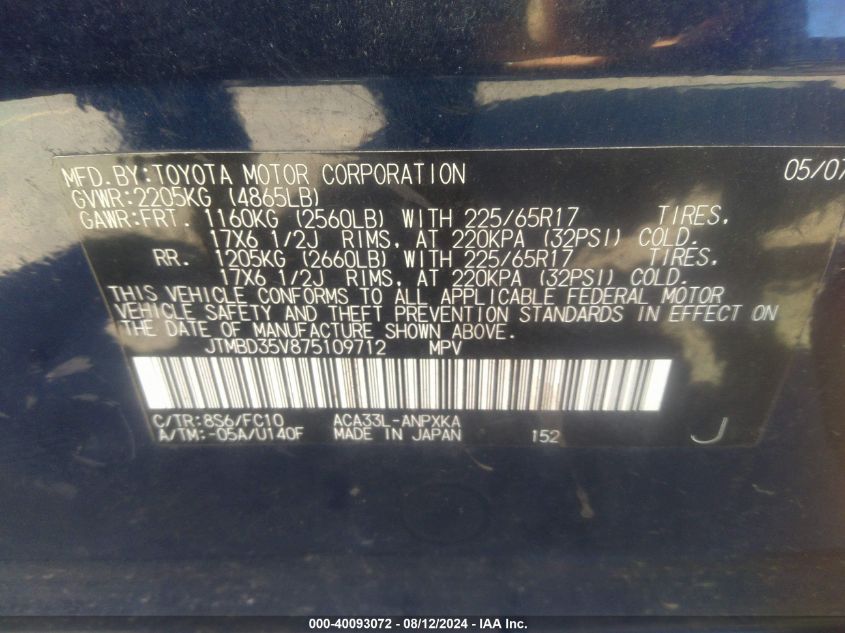 MFD.BY:TOYOTA MOTOR CORPORATION 05/07
GVWR:2205KG (4865LB)
GAWR:FRT. 1160KG (2560LB) WITH 225/65R17 TIRES,
17X6 1/2J RIMS, AT 220KPA (32PSI) COLD.
RR. 1205KG (2660LB) WITH 225/65R17 TIRES,
17X6 1/2J RIMS, AT 220KPA (32PSI) COLD.
THIS VEHICLE CONFORMS TO ALL APPLICABLE FEDERAL MOTOR
VEHICLE SAFETY AND THEFT PREVENTION STANDARDS IN EFFECT ON
THE DATE OF MANUFACTURE SHOWN ABOVE.
JTMBD35V875109712 MPV
C/TR:8S6/FC10 ACA33L-ANPXKA
A/TM:-05A/U140F MADE IN JAPAN 152 J
000-40093072 - 08/12/2024 - IAA Inc.